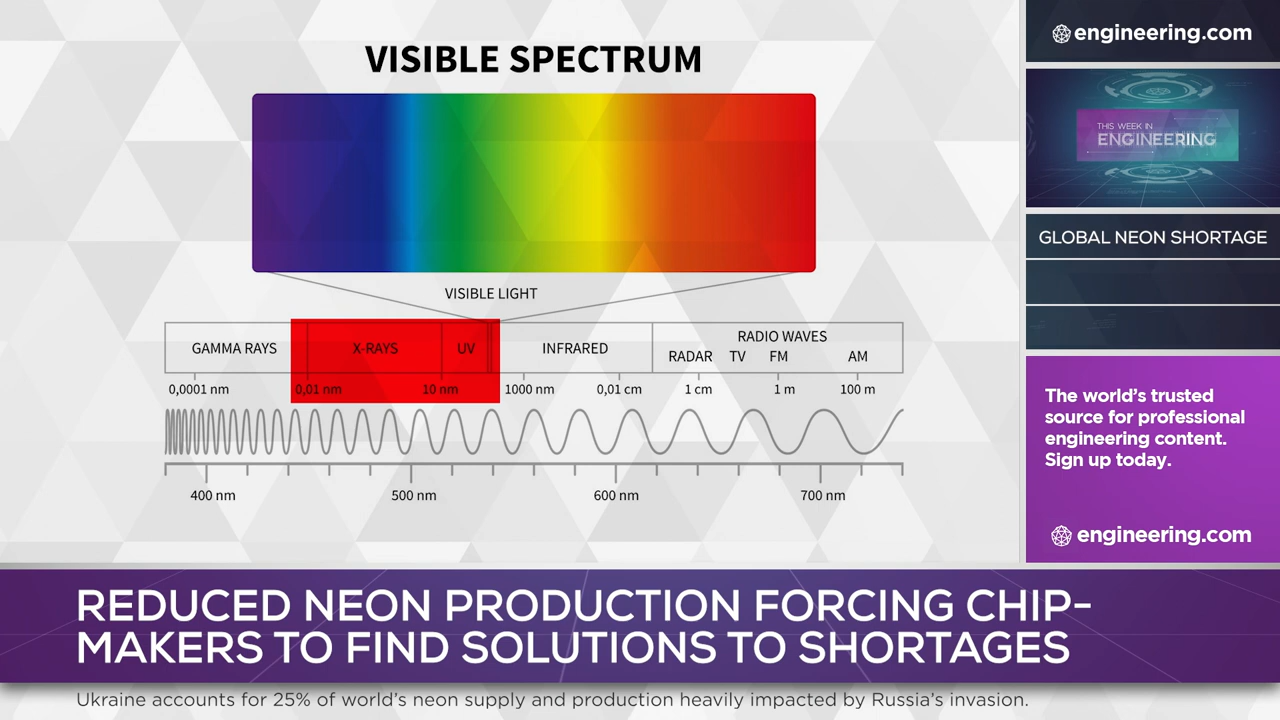 VISIBLE SPECTRUM
VISIBLE LIGHT
GAMMA RAYS X-RAYS UV INFRARED RADIO WAVES
RADAR TV FM AM
0,0001 nm 0,01 nm 10 nm 1000 nm 0,01 cm 1 cm 1 m 100 m
400 nm 500 nm 600 nm 700 nm
engineering.com
THIS WEEK IN
ENGINEERING
GLOBAL NEON SHORTAGE
The world's trusted
source for professional
engineering content.
Sign up today.
engineering.com
REDUCED NEON PRODUCTION FORCING CHIP-
MAKERS TO FIND SOLUTIONS TO SHORTAGES
Ukraine accounts for 25% of world's neon supply and production heavily impacted by Russia's invasion.